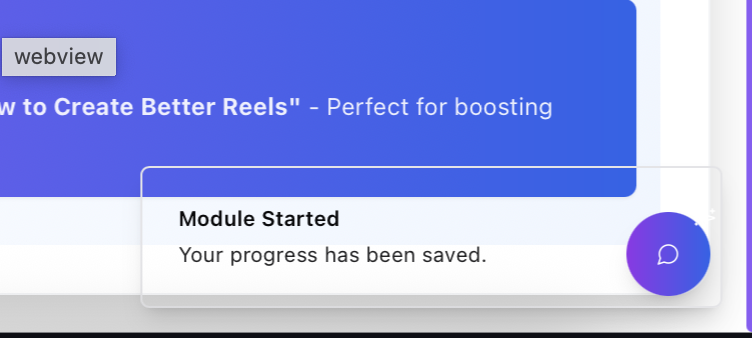 webview
w to Create Better Reels" - Perfect for boosting
Module Started
Your progress has been saved.